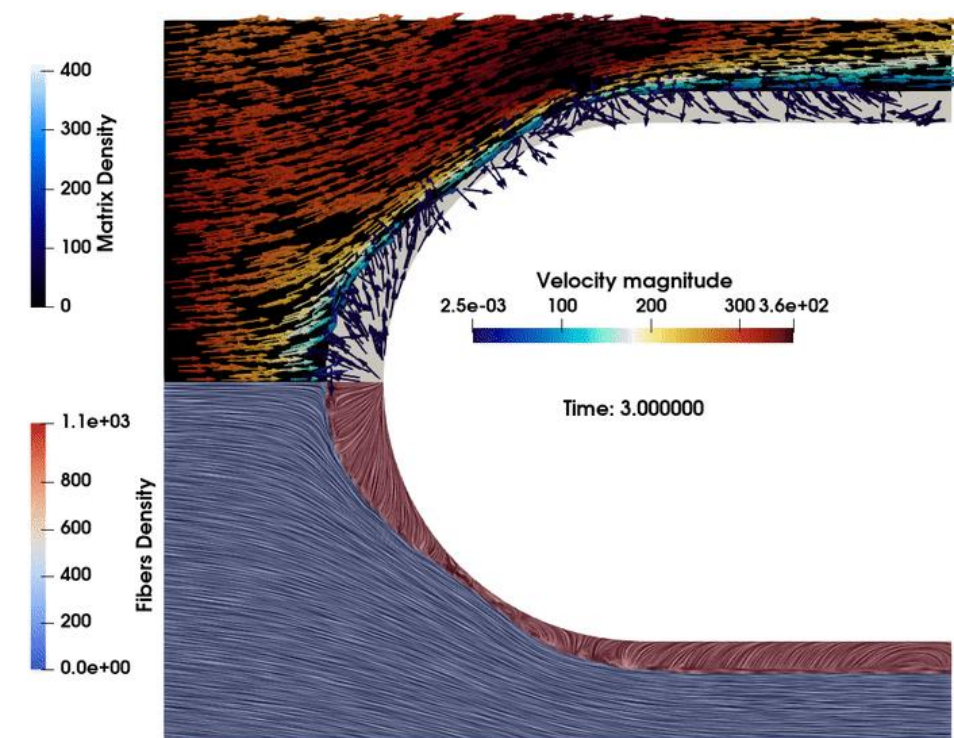 400
300
200
100
0
Matrix Density
Velocity magnitude
2.5e-03 100 200 300 3.6e+02
Time: 3.000000
1.1e+03
800
600
400
200
0.0e+00
Fibers Density